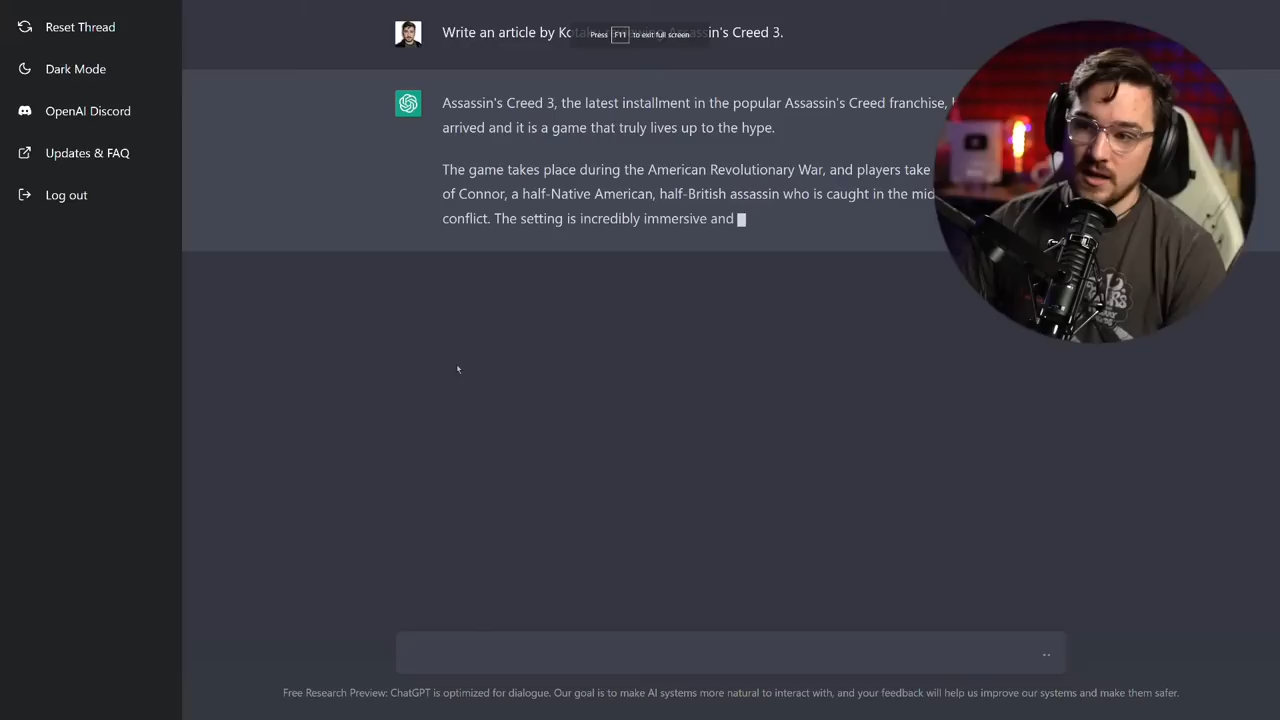 Reset Thread
Dark Mode
OpenAI Discord
Updates & FAQ
Log out
Write an article by Ko in's Creed 3.
Press F11 to exit full screen
Assassin's Creed 3, the latest installment in the popular Assassin's Creed franchise,
arrived and it is a game that truly lives up to the hype.
The game takes place during the American Revolutionary War, and players take
of Connor, a half-Native American, half-British assassin who is caught in the
conflict. The setting is incredibly immersive and
Free Research Preview: ChatGPT is optimized for dialogue. Our goal is to make AI systems more natural to interact with, and your feedback will help us improve our systems and make them safer.